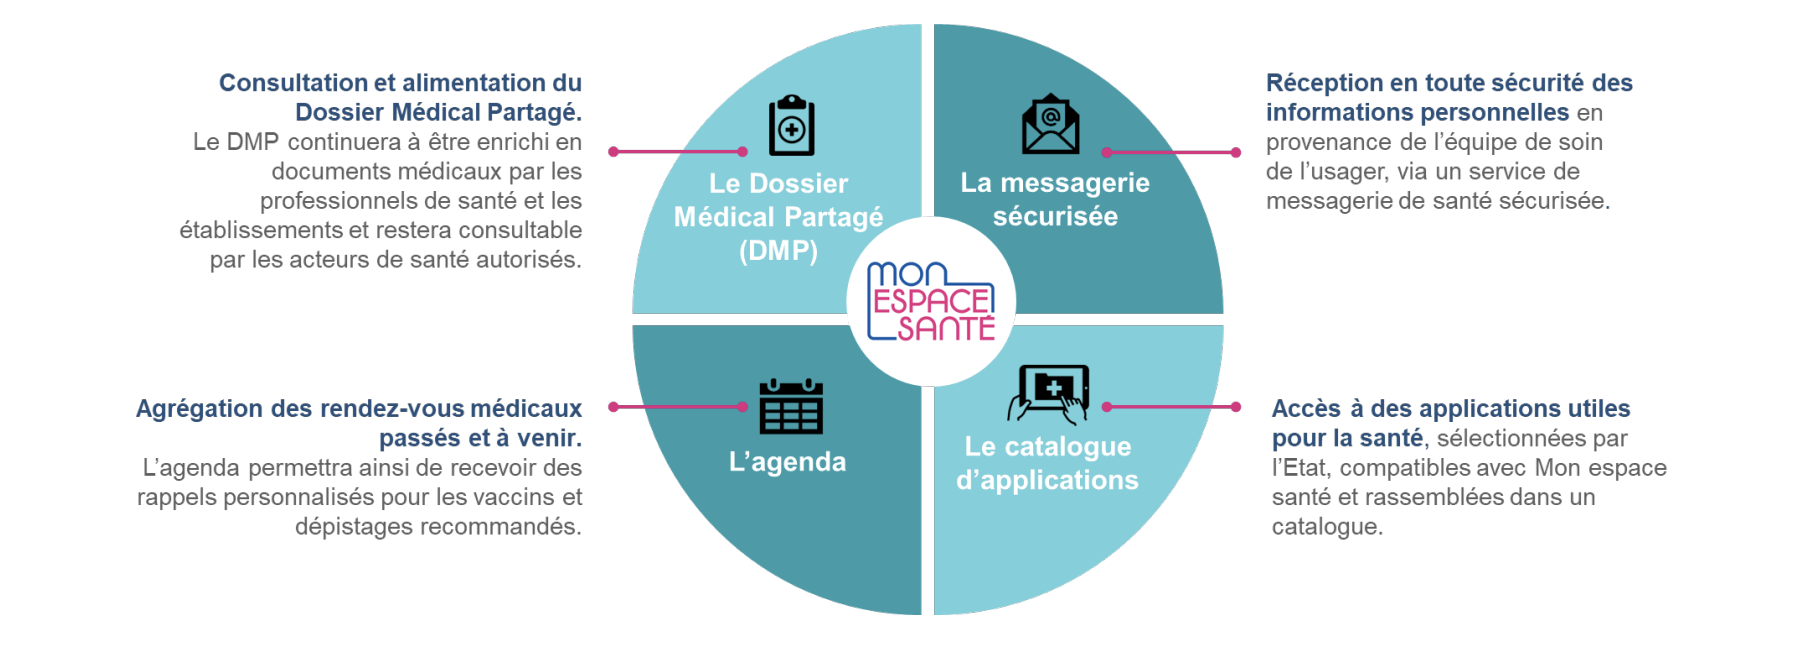 Consultation et alimentation du
Dossier Médical Partagé.
Le DMP continuera à être enrichi en
documents médicaux par les
professionnels de santé et les
établissements et restera consultable
par les acteurs de santé autorisés.
Le Dossier
Médical Partagé
(DMP)
@
La messagerie
sécurisée
Réception en toute sécurité des
informations personnelles en
provenance de l’équipe de soin
de l’usager, via un service de
messagerie de santé sécurisée.
MON
ESPACE
SANTÉ
Agrégation des rendez-vous médicaux
passés et à venir.
L’agenda permettra ainsi de recevoir des
rappels personnalisés pour les vaccins et
dépistages recommandés.
L’agenda
Le catalogue
d’applications
Accès à des applications utiles
pour la santé, sélectionnées par
l’Etat, compatibles avec Mon espace
santé et rassemblées dans un
catalogue.